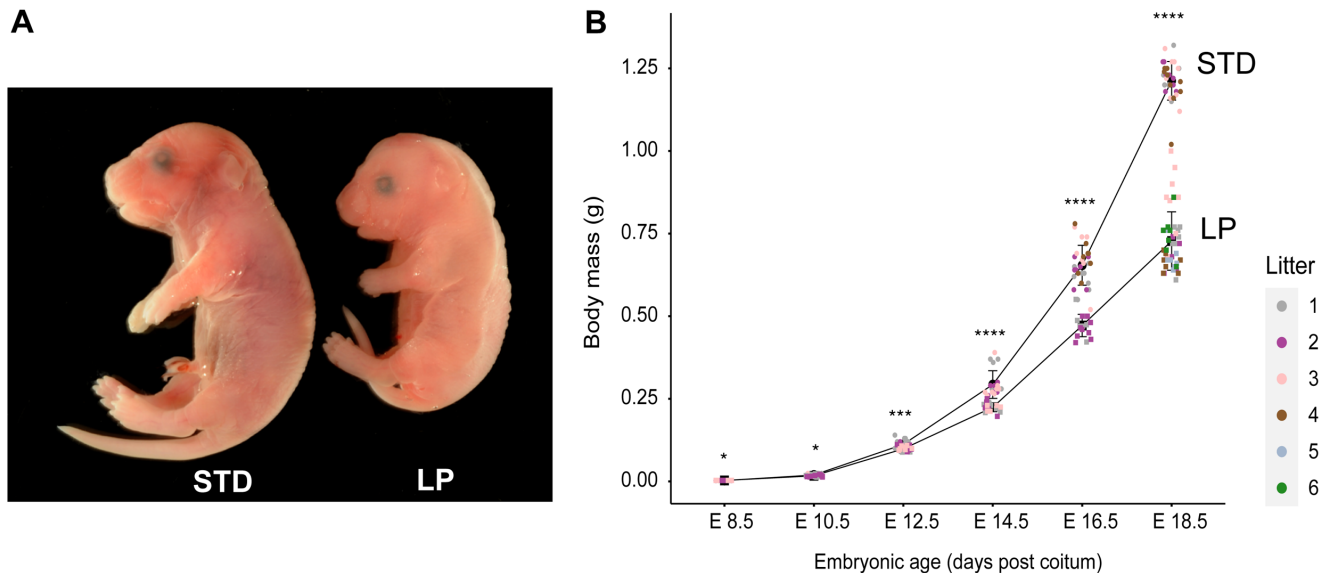 A
STD
LP
B
Body mass (g)
1.25
1.00
0.75
0.50
0.25
0.00
*
*
***
****
****
****
STD
LP
E 8.5
E 10.5
E 12.5
E 14.5
E 16.5
E 18.5
Embryonic age (days post coitum)
Litter
1
2
3
4
5
6